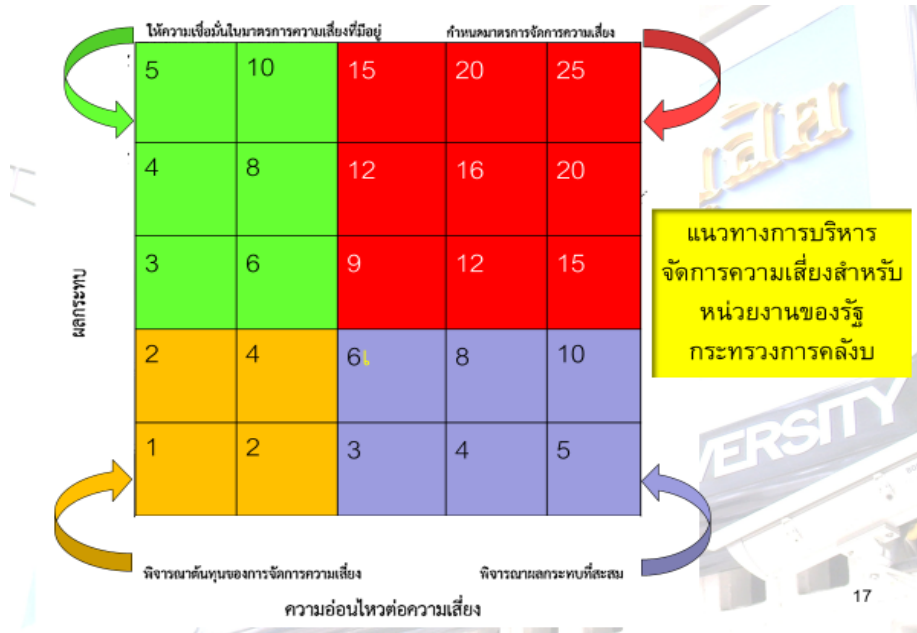 ให้ความเชื่อมั่นในมาตรการความเสี่ยงที่มีอยู่ กำหนดมาตรการจัดการความเสี่ยง
5 10 15 20 25
4 8 12 16 20
3 6 9 12 15
2 4 6เ 8 10
1 2 3 4 5
ผลกระทบ
แนวทางการบริหาร
จัดการความเสี่ยงสำหรับ
หน่วยงานของรัฐ
กระทรวงการคลังบ
VERSITY
พิจารณาต้นทุนของการจัดการความเสี่ยง พิจารณาผลกระทบที่สะสม
ความอ่อนไหวต่อความเสี่ยง
17